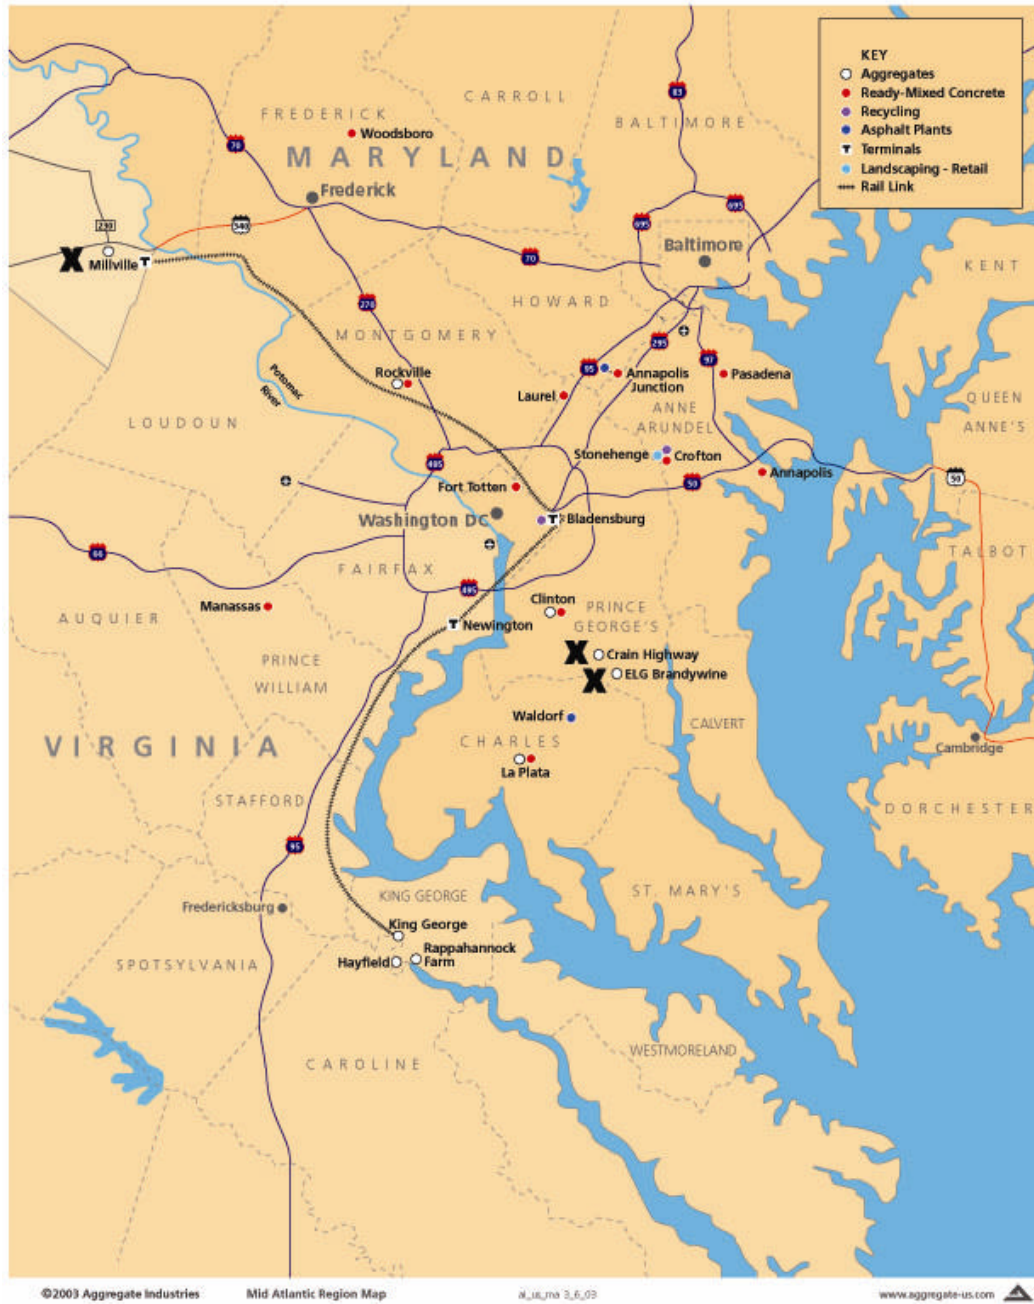 KEY
Aggregates
Ready-Mixed Concrete
Recycling
Asphalt Plants
Terminals
Landscaping - Retail
Rail Link
CARROLL
FREDERICK
83
BALTIMORE
Woodsboro
70
MARYLAND
Frederick
695
695
340
230
Baltimore
X
Millville
T
70
KENT
HOWARD
270
MONTGOMERY
295
97
95
Rockville
Annapolis
Junction
Pasadena
Potomac
River
Laurel
ANNE
ARUNDEL
QUEEN
ANNE'S
LOUDOUN
495
Stonehenge
Crofton
Annapolis
50
50
Fort Totten
Washington DC
T
Bladensburg
66
TALBOT
FAIRFAX
495
Manassas
Clinton
AUQUIER
T
Newington
PRINCE
GEORGE'S
X
Crain Highway
PRINCE
WILLIAM
X
ELG Brandywine
Waldorf
CALVERT
VIRGINIA
CHARLES
Cambridge
La Plata
STAFFORD
DORCHESTER
95
KING GEORGE
ST. MARY'S
Fredericksburg
King George
Rappahannock
Farm
Hayfield
SPOTSYLVANIA
WESTMORELAND
CAROLINE
©2003 Aggregate Industries
Mid Atlantic Region Map
ai_us_ma 3_6_03
www.aggregate-us.com